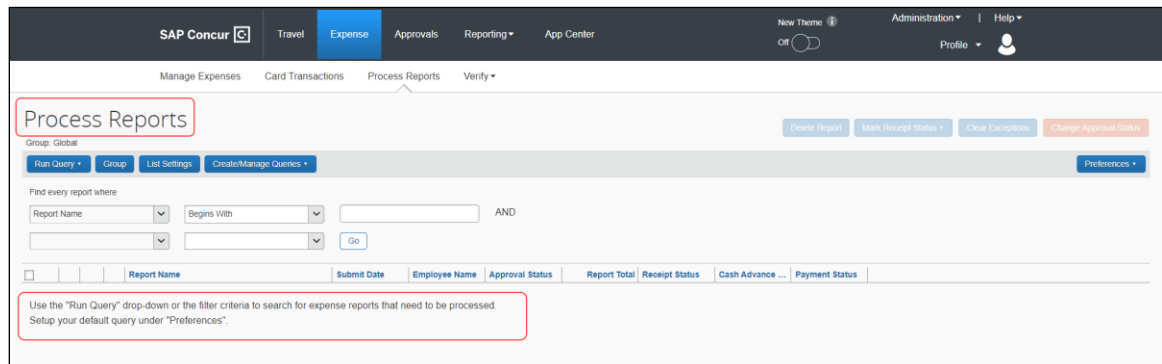 New Theme
Administration | Help
SAP Concur C Travel Expense Approvals Reporting App Center
Off
Profile
Manage Expenses Card Transactions Process Reports Verify
Process Reports
Delete Report Mark Receipt Status Clear Exceptions Change Approval Status
Group: Global
Run Query Group List Settings Create/Manage Queries Preferences
Find every report where
Report Name Begins With AND
Go
Report Name Submit Date Employee Name Approval Status Report Total Receipt Status Cash Advance ... Payment Status
Use the "Run Query" drop-down or the filter criteria to search for expense reports that need to be processed.
Setup your default query under "Preferences".